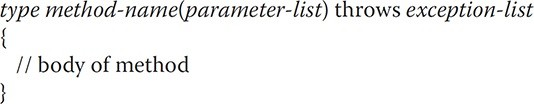 type method-name(parameter-list) throws exception-list
{
// body of method
}